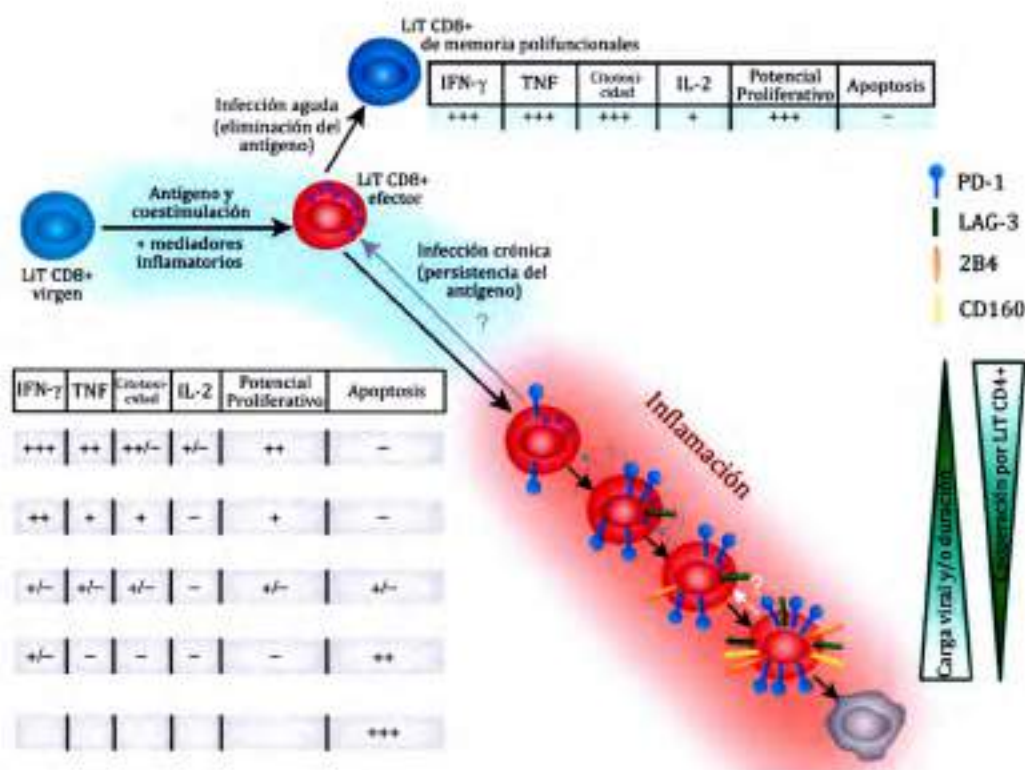 LiT CD8+
de memoria polifuncionales
IFN-γ TNF Citotoxi-cidad IL-2 Potencial Proliferativo Apoptosis
+++ +++ +++ + +++ −
Infección aguda
(eliminación del
antígeno)
LiT CD8+
efector
Antígeno y
coestimulación
+ mediadores
inflamatorios
LiT CD8+
virgen
Infección crónica
(persistencia del
antígeno)
?
PD-1
LAG-3
2B4
CD160
IFN-γ TNF Citotoxi-cidad IL-2 Potencial Proliferativo Apoptosis
+++ ++ ++/− +/− ++ −
++ + + − + −
+/− +/− +/− − +/− +/−
+/− − − − − ++
+++
Inflamación
?
Carga viral y/o duración
Cooperación por LiT CD4+